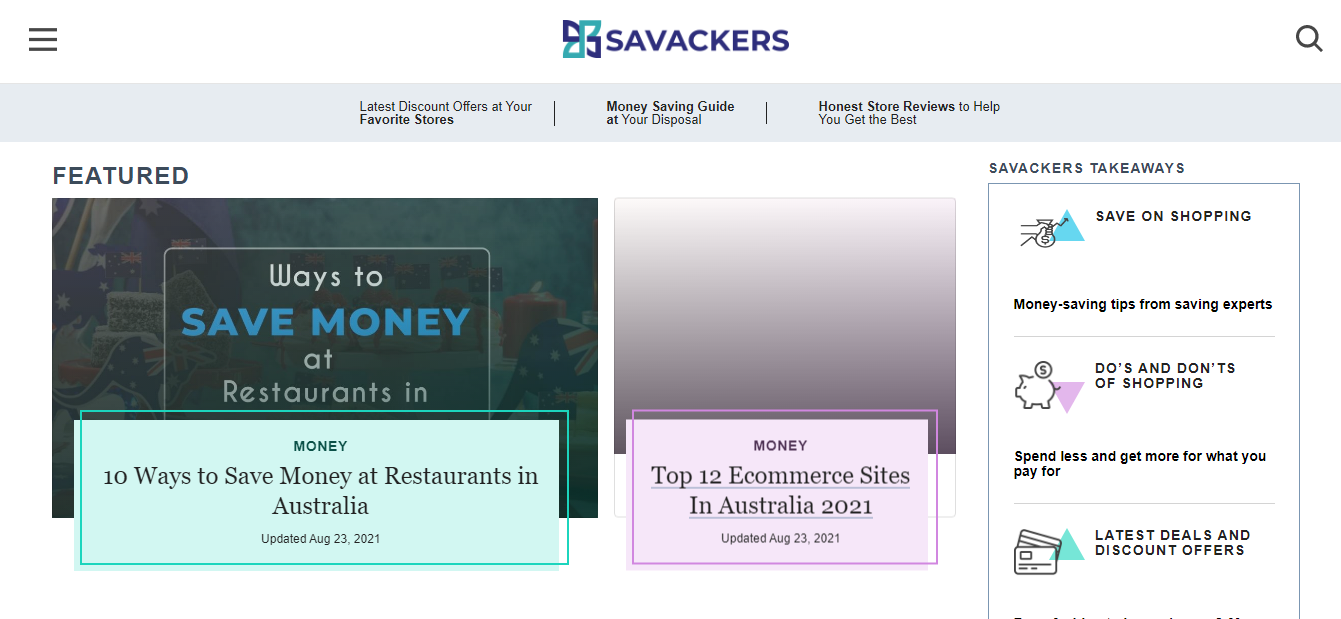 SAVACKERS
Latest Discount Offers at Your
Favorite Stores
Money Saving Guide
at Your Disposal
Honest Store Reviews to Help
You Get the Best
FEATURED
Ways to
SAVE MONEY
at
Restaurants in
MONEY
10 Ways to Save Money at Restaurants in
Australia
Updated Aug 23, 2021
MONEY
Top 12 Ecommerce Sites
In Australia 2021
Updated Aug 23, 2021
SAVACKERS TAKEAWAYS
SAVE ON SHOPPING
Money-saving tips from saving experts
DO’S AND DON’TS
OF SHOPPING
Spend less and get more for what you
pay for
LATEST DEALS AND
DISCOUNT OFFERS